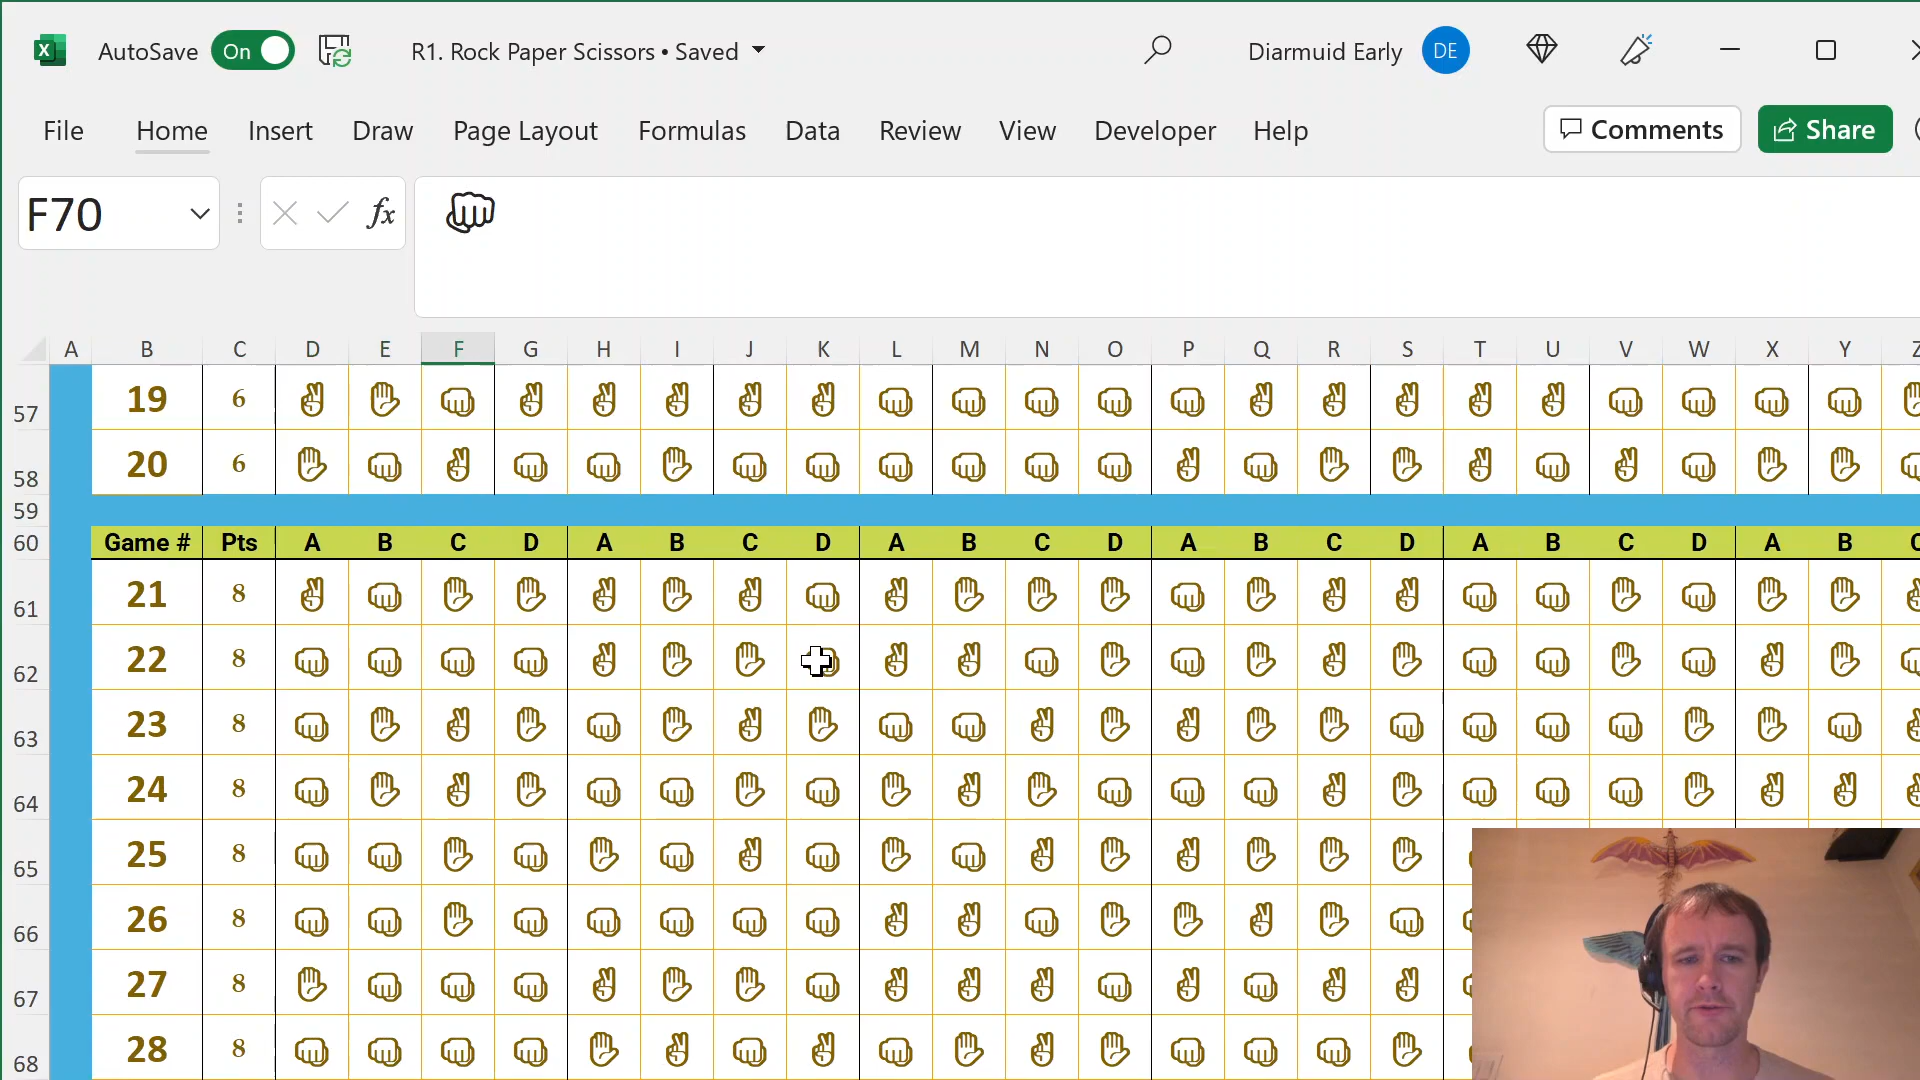 AutoSave On R1. Rock Paper Scissors • Saved Diarmuid Early DE
File Home Insert Draw Page Layout Formulas Data Review View Developer Help Comments Share
F70 fx 👊
A B C D E F G H I J K L M N O P Q R S T U V W X Y Z
57 19 6 ✌ ✋ 👊 ✌ ✌ ✌ ✌ ✌ 👊 👊 👊 👊 👊 ✌ ✌ ✌ ✌ ✌ 👊 👊 👊 👊 ✋
58 20 6 ✋ 👊 ✌ 👊 👊 ✋ 👊 👊 👊 👊 👊 👊 ✌ 👊 ✋ ✋ ✌ 👊 ✌ 👊 ✋ ✋ 👊
59
60 Game # Pts A B C D A B C D A B C D A B C D A B C D A B C
61 21 8 ✌ 👊 ✋ ✋ ✌ ✋ ✌ 👊 ✌ ✋ ✋ ✋ 👊 ✋ ✌ ✌ 👊 👊 ✋ 👊 ✋ ✋ ✌
62 22 8 👊 👊 👊 👊 ✌ ✋ ✋ 👊 ✌ ✌ 👊 ✋ 👊 ✋ ✌ ✋ 👊 👊 ✋ 👊 ✌ ✋ 👊
63 23 8 👊 ✋ ✌ ✋ 👊 ✋ ✌ ✋ 👊 👊 ✌ ✋ ✌ ✋ ✋ 👊 👊 👊 👊 ✋ ✋ 👊 ✌
64 24 8 👊 ✋ ✌ ✋ 👊 👊 ✋ 👊 ✋ ✌ ✋ 👊 👊 👊 ✌ ✋ 👊 👊 👊 ✋ ✌ ✌ ✌
65 25 8 👊 👊 ✋ 👊 ✋ 👊 ✌ 👊 ✋ 👊 ✌ ✋ ✌ ✋ ✋ ✋
66 26 8 👊 👊 ✋ 👊 👊 👊 👊 👊 ✌ ✌ 👊 ✋ ✋ ✌ ✋ 👊
67 27 8 ✋ 👊 👊 👊 ✌ ✋ ✋ 👊 ✌ ✌ ✌ 👊 ✌ 👊 ✌ ✌
68 28 8 👊 👊 👊 👊 ✋ ✌ 👊 ✌ 👊 ✋ ✌ ✋ 👊 👊 👊 ✋